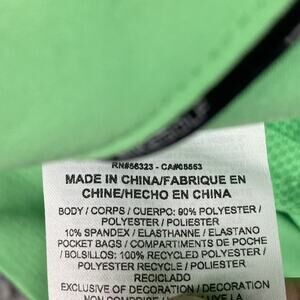 RN#56323 - CA#05553
MADE IN CHINA/FABRIQUE EN
CHINE/HECHO EN CHINA
BODY / CORPS / CUERPO: 90% POLYESTER /
POLYESTER / POLIESTER
10% SPANDEX / ELASTHANNE / ELASTANO
POCKET BAGS / COMPARTIMENTS DE POCHE
/ BOLSILLOS: 100% RECYCLED POLYESTER /
POLYESTER RECYCLE / POLIESTER
RECICLADO
EXCLUSIVE OF DECORATION / DECORATION
NON COMPRISE /